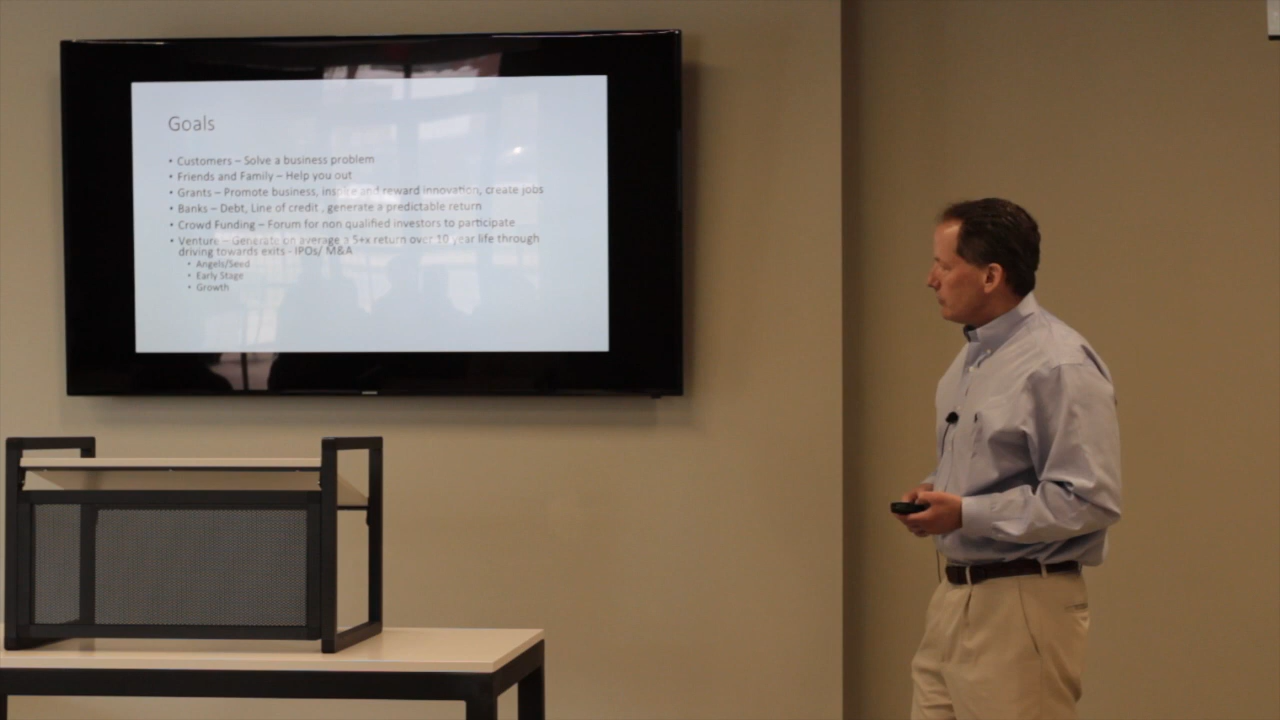 Goals
• Customers – Solve a business problem
• Friends and Family – Help you out
• Grants – Promote business, inspire and reward innovation, create jobs
• Banks – Debt, Line of credit , generate a predictable return
• Crowd Funding – Forum for non qualified investors to participate
• Venture – Generate on average a 5+x return over 10 year life through
driving towards exits - IPOs/ M&A
• Angels/Seed
• Early Stage
• Growth